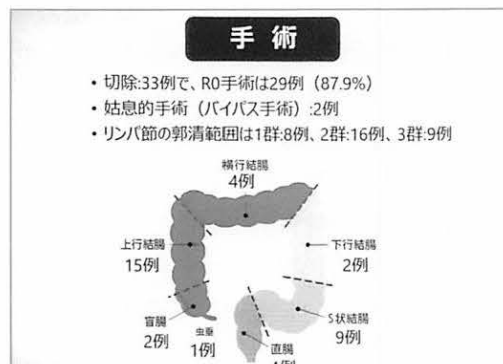 手 術
• 切除:33例で、R0手術は29例（87.9%）
• 姑息的手術（バイパス手術）:2例
• リンパ節の郭清範囲は1群:8例、2群:16例、3群:9例
横行結腸
4例
上行結腸
15例
下行結腸
2例
盲腸
2例
虫垂
1例
直腸
S状結腸
9例